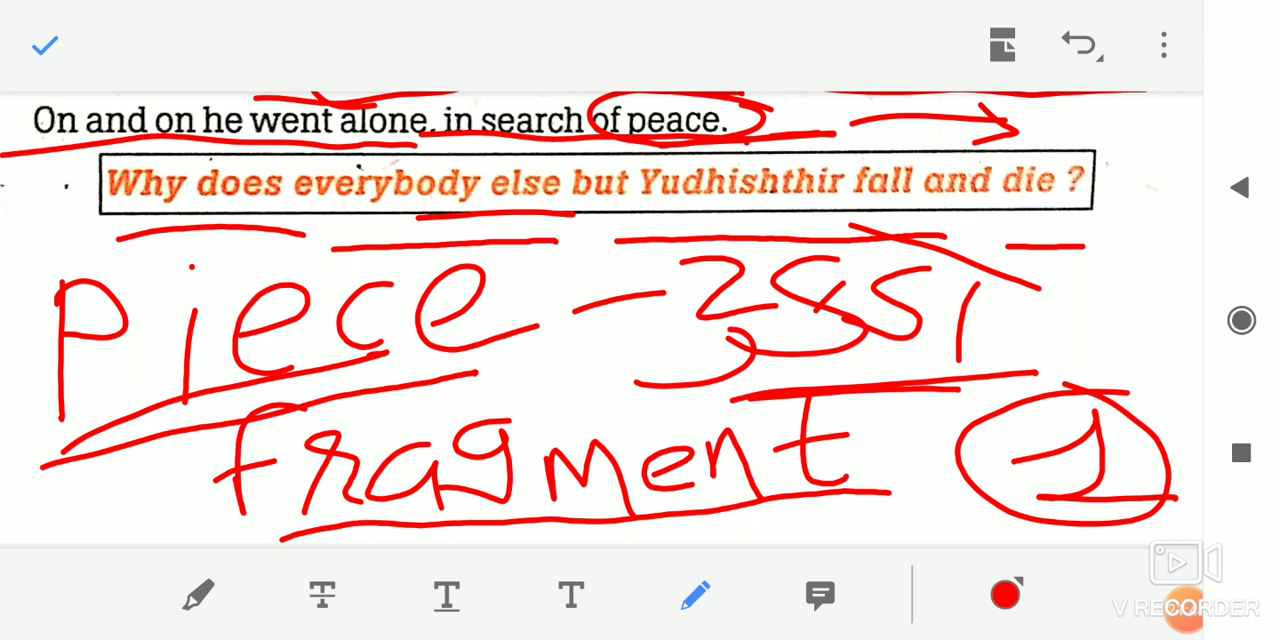 On and on he went alone, in search of peace.
Why does everybody else but Yudhishthir fall and die ?
Piece –
Fragment 1
V RECORDER